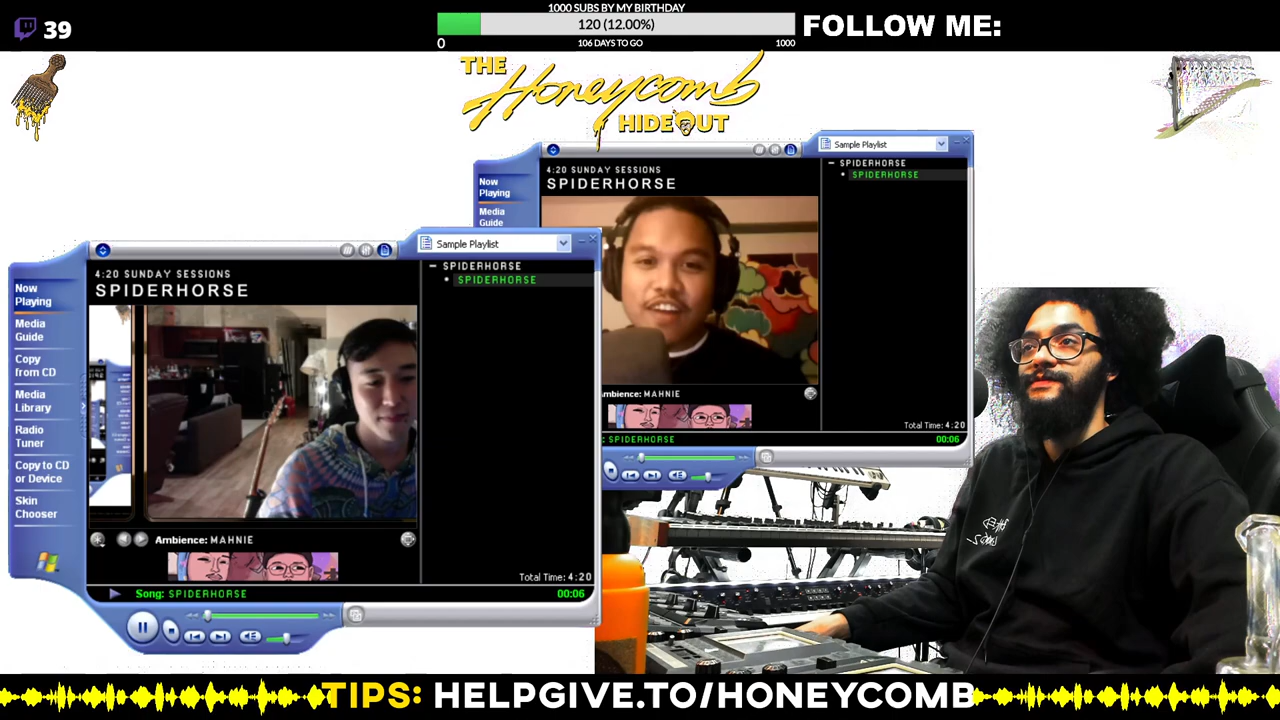 39
1000 SUBS BY MY BIRTHDAY
120 (12.00%)
0
106 DAYS TO GO
1000
FOLLOW ME:
THE
Honeycomb
HIDEOUT
Sample Playlist
4:20 SUNDAY SESSIONS
SPIDERHORSE
SPIDERHORSE
SPIDERHORSE
Now
Playing
Media
Guide
mbience: MAHNIE
Total Time: 4:20
: SPIDERHORSE
00:06
Sample Playlist
4:20 SUNDAY SESSIONS
SPIDERHORSE
SPIDERHORSE
SPIDERHORSE
Now
Playing
Media
Guide
Copy
from CD
Media
Library
Radio
Tuner
Copy to CD
or Device
Skin
Chooser
Ambience: MAHNIE
Total Time: 4:20
Song: SPIDERHORSE
00:06
TIPS: HELPGIVE.TO/HONEYCOMB